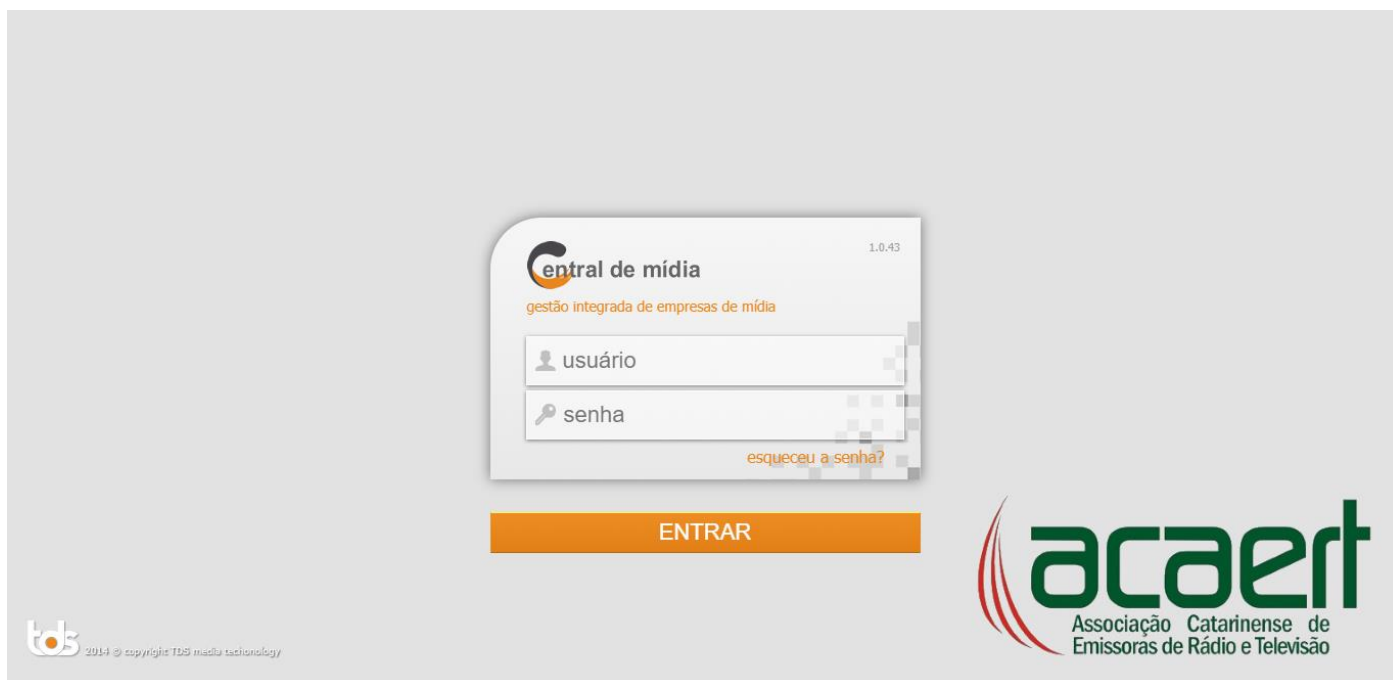 Central de mídia
1.0.43
gestão integrada de empresas de mídia
usuário
senha
esqueceu a senha?
ENTRAR
acaert
Associação Catarinense de
Emissoras de Rádio e Televisão
tds
2014 © copyright TDS media techonology